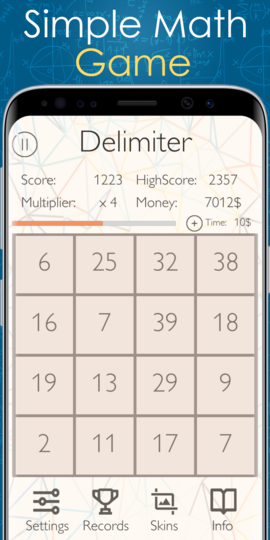 Simple Math
Game
Delimiter
Score: 1223 HighScore: 2357
Multiplier: x 4 Money: 7012$
+ Time: 10$
6 25 32 38
16 7 39 18
19 13 29 9
2 11 17 7
Settings Records Skins Info